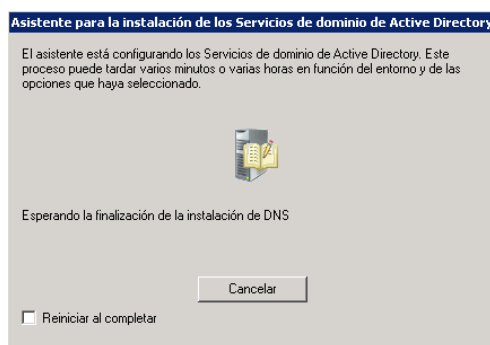 Asistente para la instalación de los Servicios de dominio de Active Directory
El asistente está configurando los Servicios de dominio de Active Directory. Este
proceso puede tardar varios minutos o varias horas en función del entorno y de las
opciones que haya seleccionado.
Esperando la finalización de la instalación de DNS
Cancelar
Reiniciar al completar